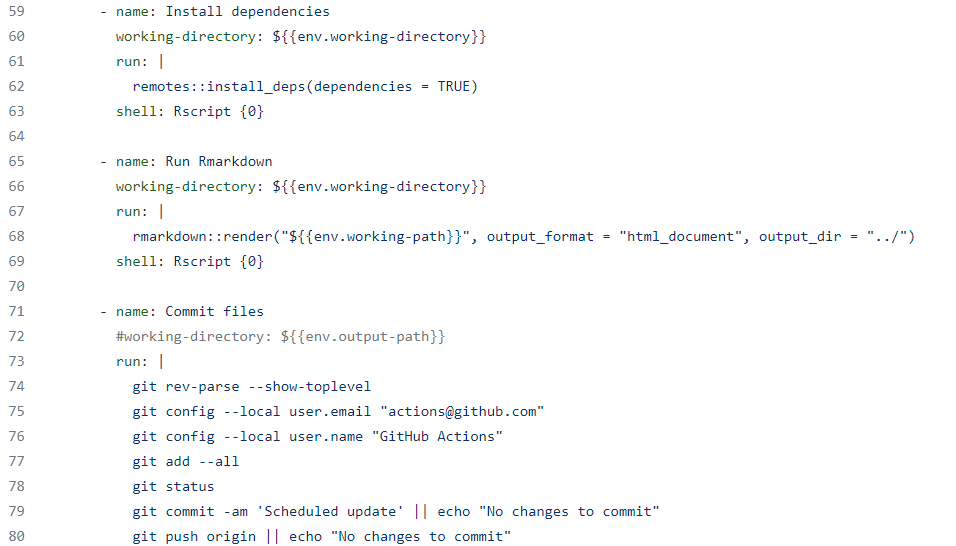 59 - name: Install dependencies
60 working-directory: ${{env.working-directory}}
61 run: |
62 remotes::install_deps(dependencies = TRUE)
63 shell: Rscript {0}
64
65 - name: Run Rmarkdown
66 working-directory: ${{env.working-directory}}
67 run: |
68 rmarkdown::render("${{env.working-path}}", output_format = "html_document", output_dir = "../")
69 shell: Rscript {0}
70
71 - name: Commit files
72 #working-directory: ${{env.output-path}}
73 run: |
74 git rev-parse --show-toplevel
75 git config --local user.email "actions@github.com"
76 git config --local user.name "GitHub Actions"
77 git add --all
78 git status
79 git commit -am 'Scheduled update' || echo "No changes to commit"
80 git push origin || echo "No changes to commit"